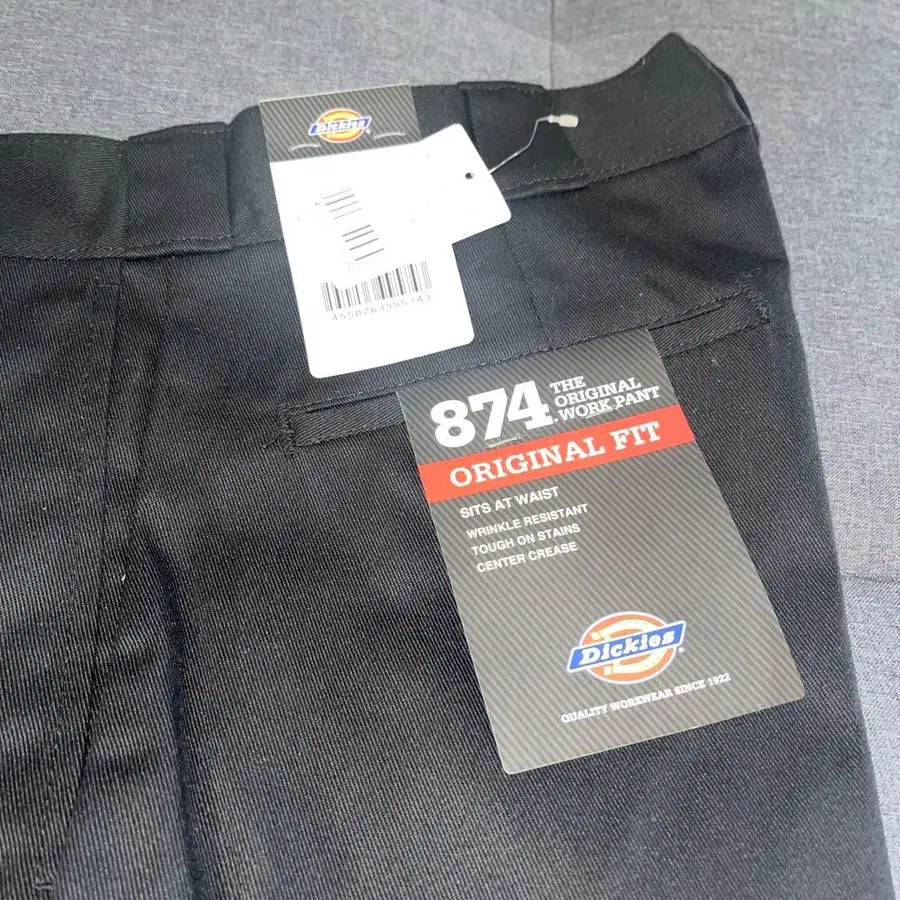 Dickies
4550263955743
874
THE
ORIGINAL
WORK PANT
ORIGINAL FIT
SITS AT WAIST
WRINKLE RESISTANT
TOUGH ON STAINS
CENTER CREASE
Dickies
QUALITY WORKWEAR SINCE 1922